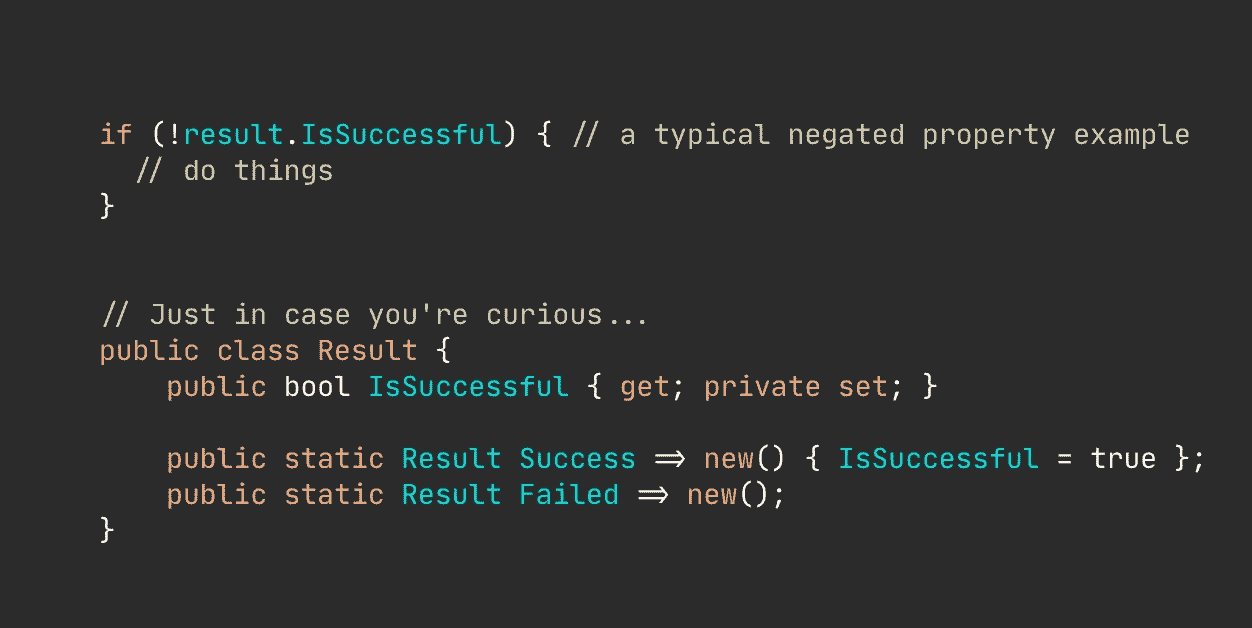 if (!result.IsSuccessful) { // a typical negated property example
  // do things
}
// Just in case you're curious...
public class Result {
    public bool IsSuccessful { get; private set; }
    public static Result Success => new() { IsSuccessful = true };
    public static Result Failed => new();
}